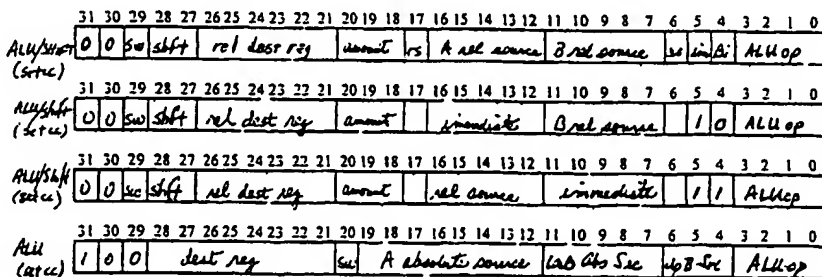 31 30 29 28 27 26 25 24 23 22 21 20 19 18 17 16 15 14 13 12 11 10 9 8 7 6 5 4 3 2 1 0
ALU/Shift 0 0 sw shft rel dest reg amount rs A rel source B rel source im Bi ALU op
(setcc)
31 30 29 28 27 26 25 24 23 22 21 20 19 18 17 16 15 14 13 12 11 10 9 8 7 6 5 4 3 2 1 0
ALU/Shft 0 0 sw shft rel dest reg amount immediate B rel source 1 0 ALU op
(setcc)
31 30 29 28 27 26 25 24 23 22 21 20 19 18 17 16 15 14 13 12 11 10 9 8 7 6 5 4 3 2 1 0
ALU/Shft 0 0 shft rel dest reg amount rel source immediate 1 1 ALUop
(setcc)
31 30 29 28 27 26 25 24 23 22 21 20 19 18 17 16 15 14 13 12 11 10 9 8 7 6 5 4 3 2 1 0
ALU 1 0 0 dest reg sw A absolute source Abs Src B Src ALU op
(setcc)